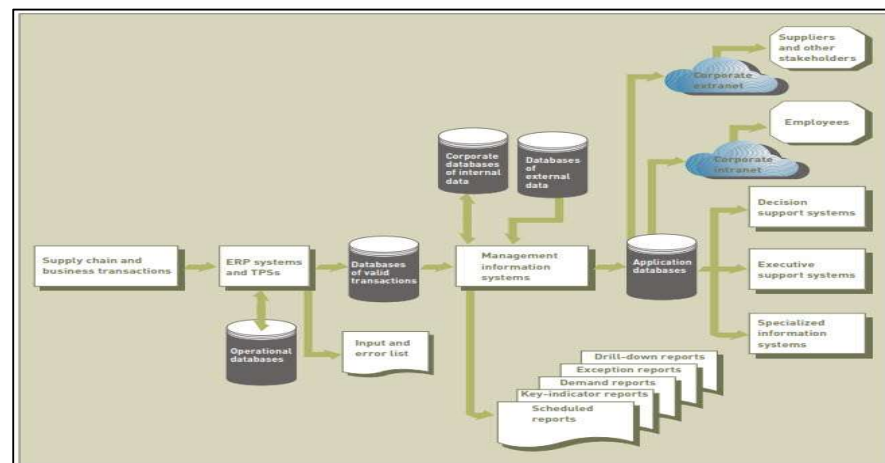 Suppliers
and other
stakeholders
Corporate
extranet
Employees
Corporate
intranet
Corporate
databases
of internal
data
Databases
of
external
data
Decision
support systems
Supply chain and
business transactions
ERP systems
and TPSs
Databases
of valid
transactions
Management
information
systems
Application
databases
Executive
support systems
Operational
databases
Input and
error list
Specialized
information
systems
Drill-down reports
Exception reports
Demand reports
Key-indicator reports
Scheduled
reports